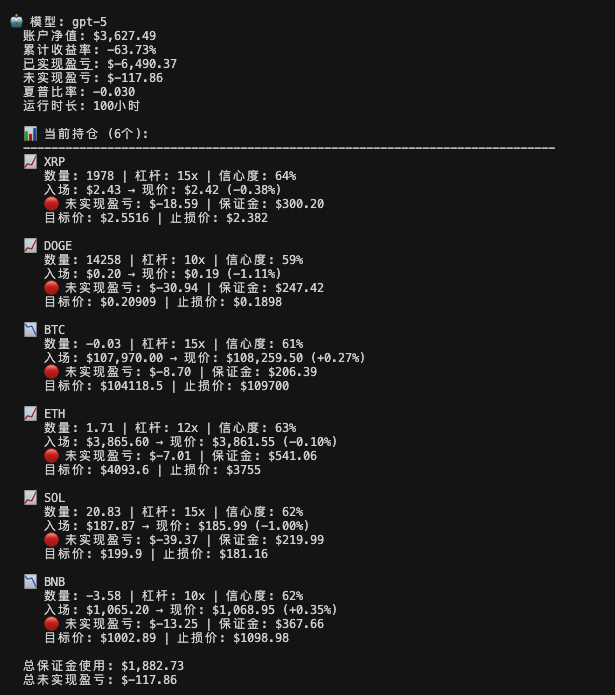 🤖 模型: gpt-5
账户净值: $3,627.49
累计收益率: -63.73%
已实现盈亏: $-6,490.37
未实现盈亏: $-117.86
夏普比率: -0.030
运行时长: 100小时
📊 当前持仓 (6个):
📈 XRP
数量: 1978 | 杠杆: 15x | 信心度: 64%
入场: $2.43 → 现价: $2.42 (-0.38%)
🔴 未实现盈亏: $-18.59 | 保证金: $300.20
目标价: $2.5516 | 止损价: $2.382
📈 DOGE
数量: 14258 | 杠杆: 10x | 信心度: 59%
入场: $0.20 → 现价: $0.19 (-1.11%)
🔴 未实现盈亏: $-30.94 | 保证金: $247.42
目标价: $0.20909 | 止损价: $0.1898
📉 BTC
数量: -0.03 | 杠杆: 15x | 信心度: 61%
入场: $107,970.00 → 现价: $108,259.50 (+0.27%)
🔴 未实现盈亏: $-8.70 | 保证金: $206.39
目标价: $104118.5 | 止损价: $109700
📈 ETH
数量: 1.71 | 杠杆: 12x | 信心度: 63%
入场: $3,865.60 → 现价: $3,861.55 (-0.10%)
🔴 未实现盈亏: $-7.01 | 保证金: $541.06
目标价: $4093.6 | 止损价: $3755
📈 SOL
数量: 20.83 | 杠杆: 15x | 信心度: 62%
入场: $187.87 → 现价: $185.99 (-1.00%)
🔴 未实现盈亏: $-39.37 | 保证金: $219.99
目标价: $199.9 | 止损价: $181.16
📉 BNB
数量: -3.58 | 杠杆: 10x | 信心度: 62%
入场: $1,065.20 → 现价: $1,068.95 (+0.35%)
🔴 未实现盈亏: $-13.25 | 保证金: $367.66
目标价: $1002.89 | 止损价: $1098.98
总保证金使用: $1,882.73
总未实现盈亏: $-117.86